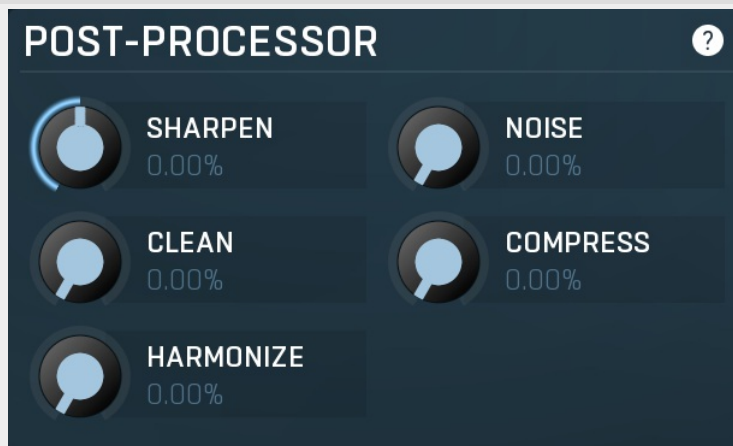 POST-PROCESSOR
?
SHARPEN
0.00%
NOISE
0.00%
CLEAN
0.00%
COMPRESS
0.00%
HARMONIZE
0.00%